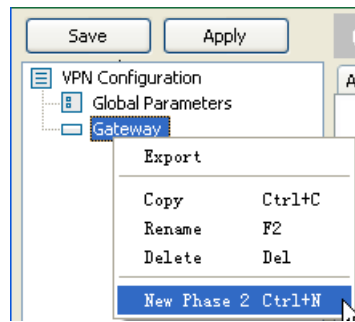 Save Apply
VPN Configuration A
Global Parameters
Gateway
Export
Copy Ctrl+C
Rename F2
Delete Del
New Phase 2 Ctrl+N